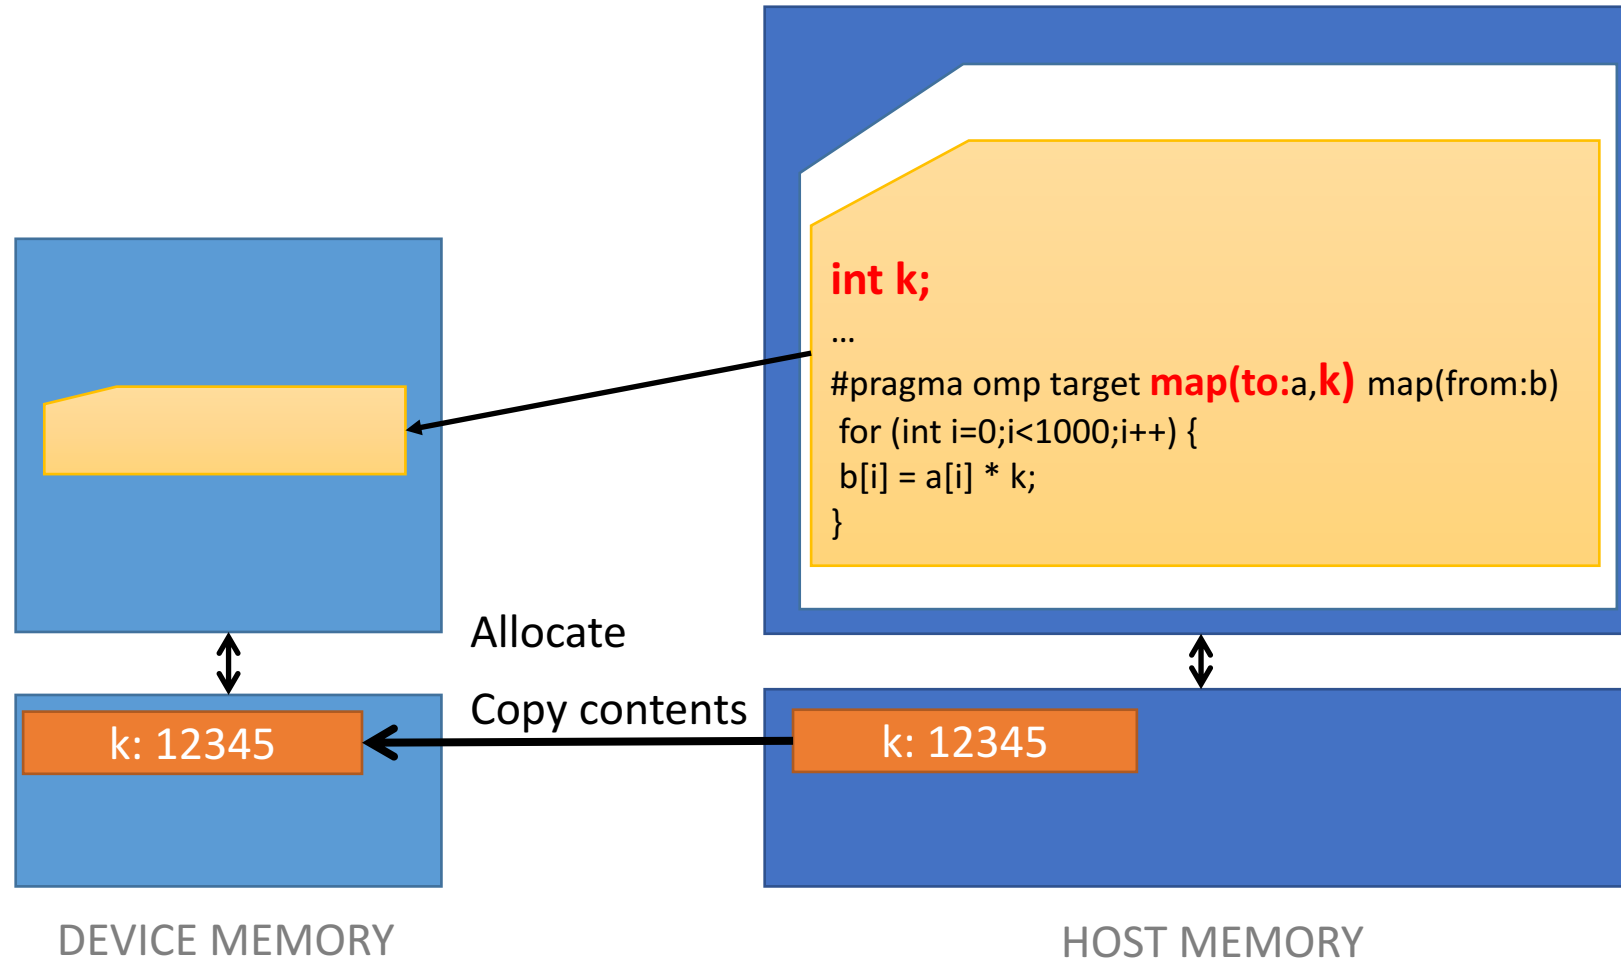 int k;
…
#pragma omp target map(to:a,k) map(from:b)
for (int i=0;i<1000;i++) {
b[i] = a[i] * k;
}
Allocate
Copy contents
k: 12345
k: 12345
DEVICE MEMORY
HOST MEMORY